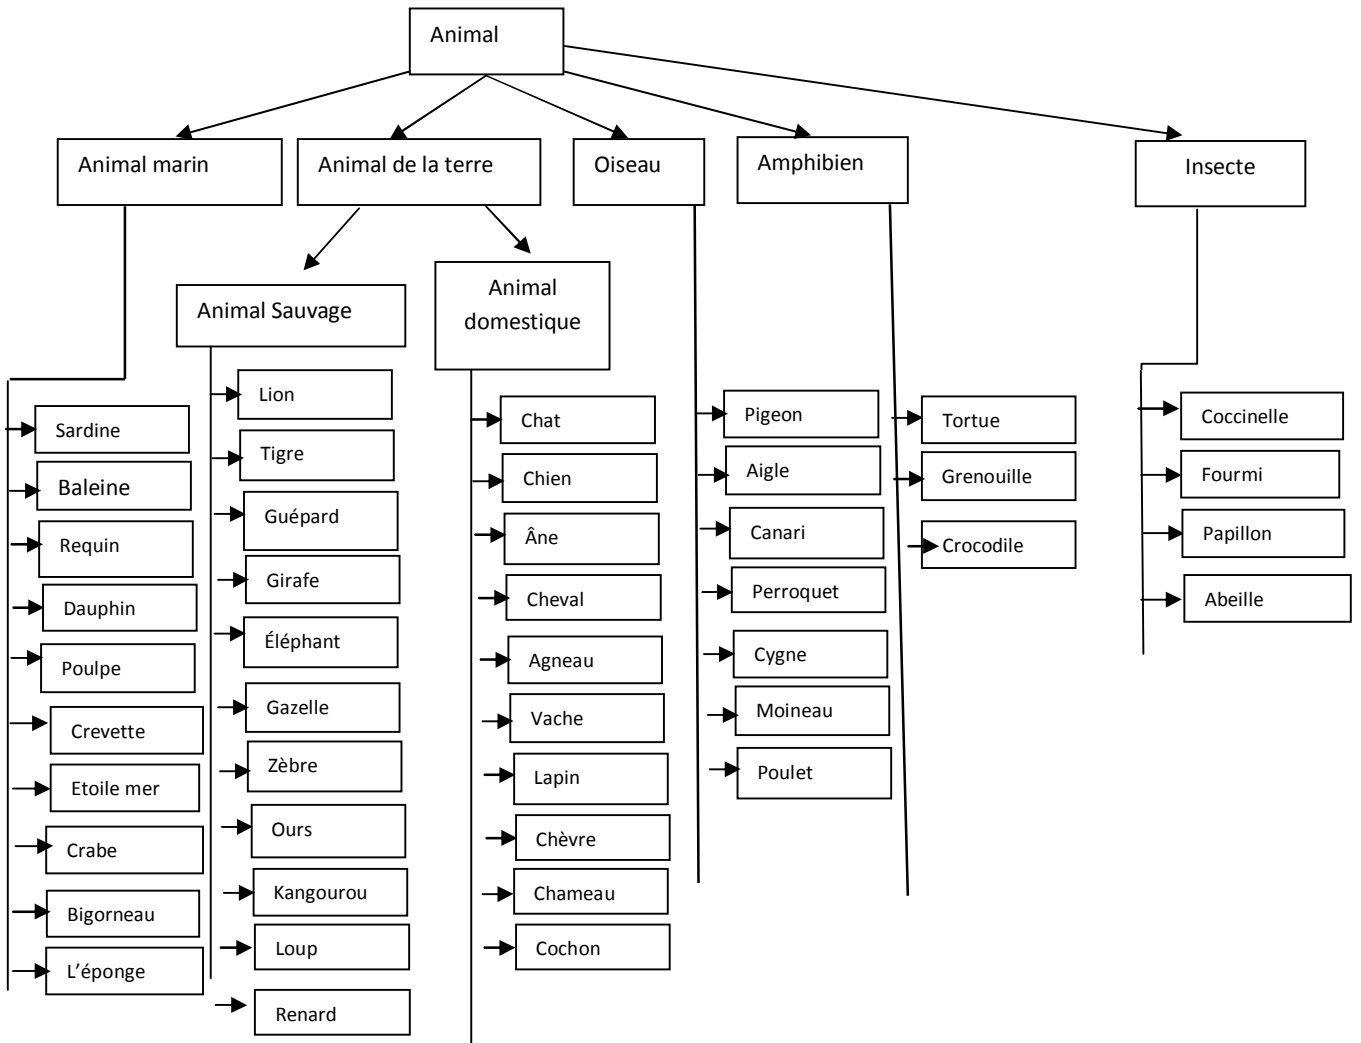 Animal
Animal marin
Animal de la terre
Oiseau
Amphibien
Insecte
Animal Sauvage
Animal
domestique
Sardine
Baleine
Requin
Dauphin
Poulpe
Crevette
Etoile mer
Crabe
Bigorneau
L’éponge
Lion
Tigre
Guépard
Girafe
Éléphant
Gazelle
Zèbre
Ours
Kangourou
Loup
Renard
Chat
Chien
Âne
Cheval
Agneau
Vache
Lapin
Chèvre
Chameau
Cochon
Pigeon
Aigle
Canari
Perroquet
Cygne
Moineau
Poulet
Tortue
Grenouille
Crocodile
Coccinelle
Fourmi
Papillon
Abeille